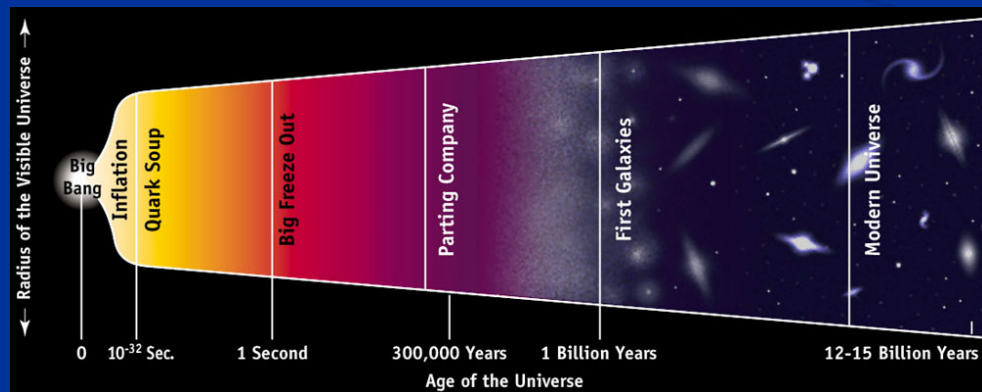 ← Radius of the Visible Universe →
Big
Bang
Inflation
Quark Soup
Big Freeze Out
Parting Company
First Galaxies
Modern Universe
0
10⁻³² Sec.
1 Second
300,000 Years
1 Billion Years
12-15 Billion Years
Age of the Universe